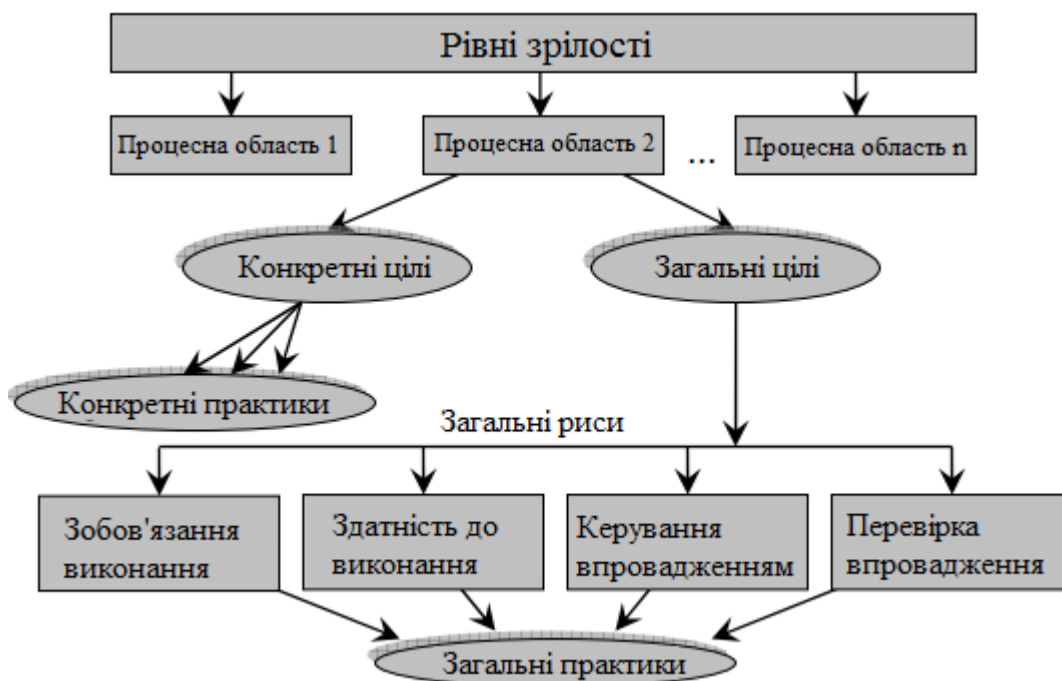 Рівні зрілості
Процесна область 1
Процесна область 2
...
Процесна область n
Конкретні цілі
Загальні цілі
Конкретні практики
Загальні риси
Зобов'язання
виконання
Здатність до
виконання
Керування
впровадженням
Перевірка
впровадження
Загальні практики